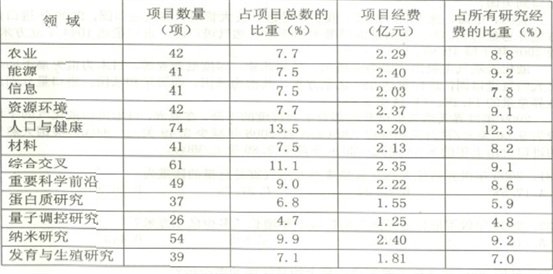 领域 项目数量（项） 占项目总数的比重（%） 项目经费（亿元） 占所有研究经费的比重（%）
农业 42 7.7 2.29 8.8
能源 41 7.5 2.40 9.2
信息 41 7.5 2.03 7.8
资源环境 42 7.7 2.37 9.1
人口与健康 74 13.5 3.20 12.3
材料 41 7.5 2.13 8.2
综合交叉 61 11.1 2.35 9.1
重要科学前沿 49 9.0 2.22 8.6
蛋白质研究 37 6.8 1.55 5.9
量子调控研究 26 4.7 1.25 4.8
纳米研究 54 9.9 2.40 9.2
发育与生殖研究 39 7.1 1.81 7.0